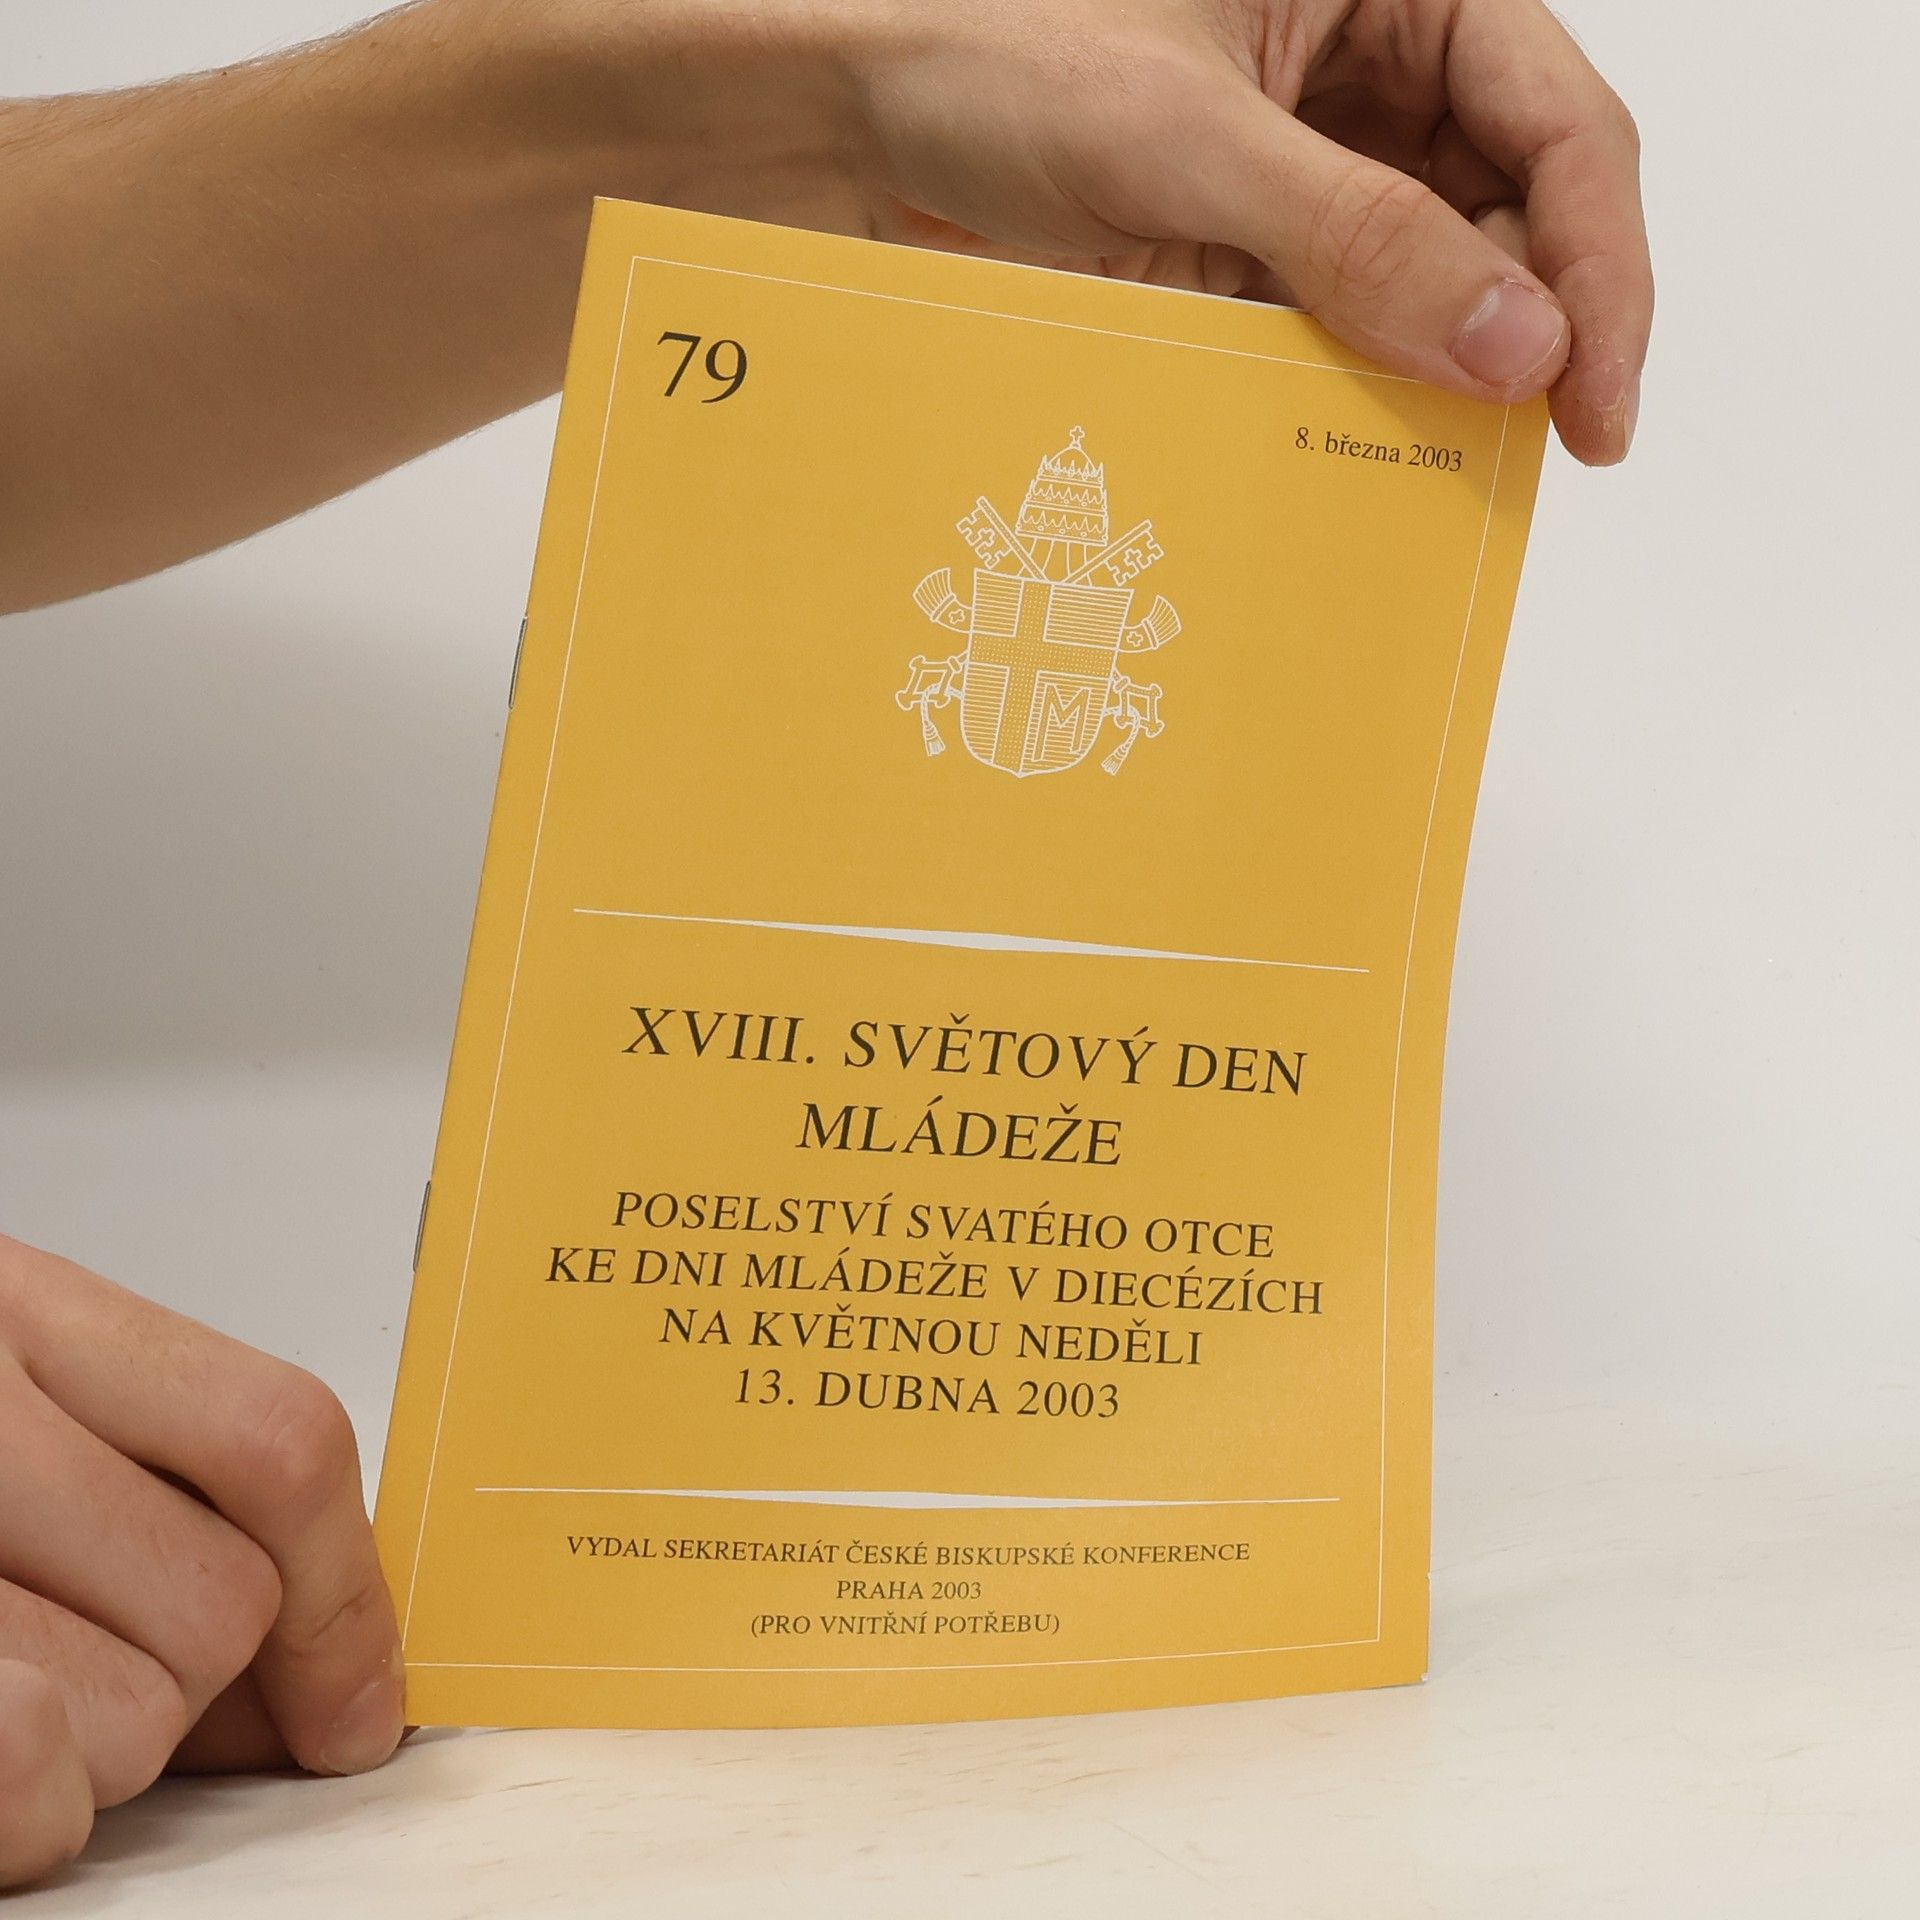 79
8. března 2003
M
XVIII. SVĚTOVÝ DEN
MLÁDEŽE
POSELSTVÍ SVATÉHO OTCE
KE DNI MLÁDEŽE V DIECÉZÍCH
NA KVĚTNOU NEDĚLI
13. DUBNA 2003
VYDAL SEKRETARIÁT ČESKÉ BISKUPSKÉ KONFERENCE
PRAHA 2003
(PRO VNITŘNÍ POTŘEBU)